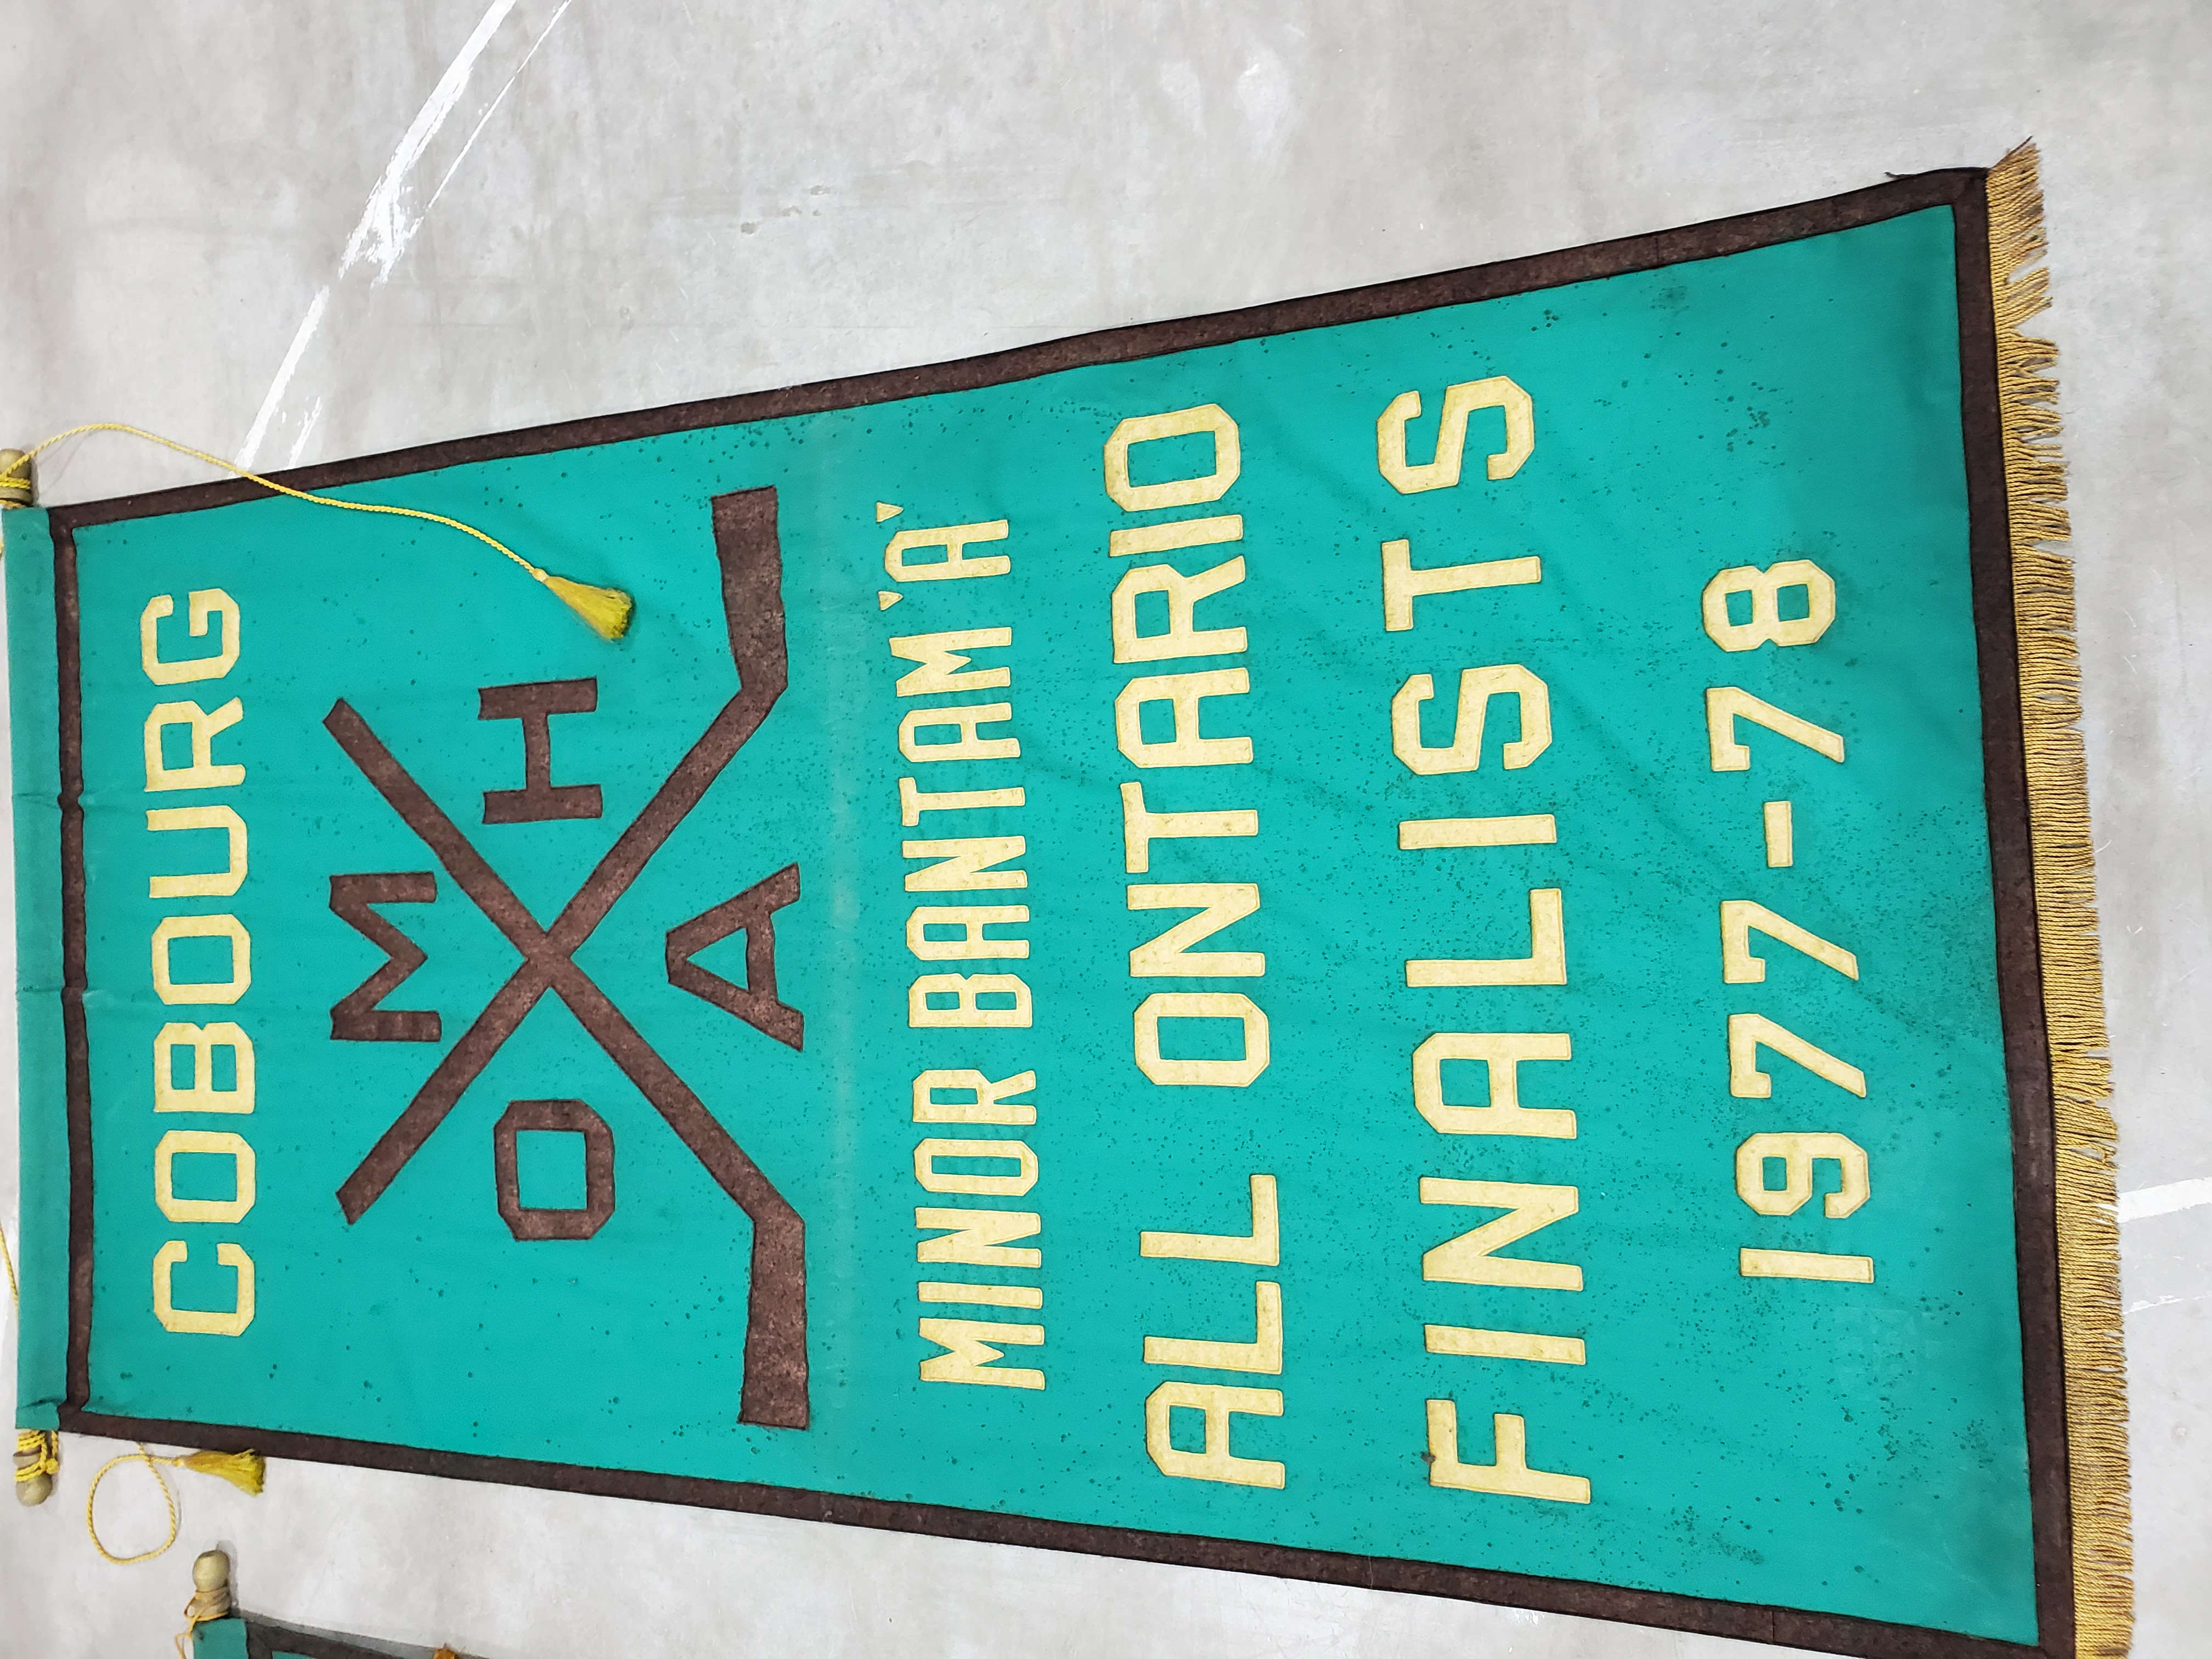 COBOURG
M
O H
A
MINOR BANTAM 'A'
ALL ONTARIO
FINALISTS
1977-78